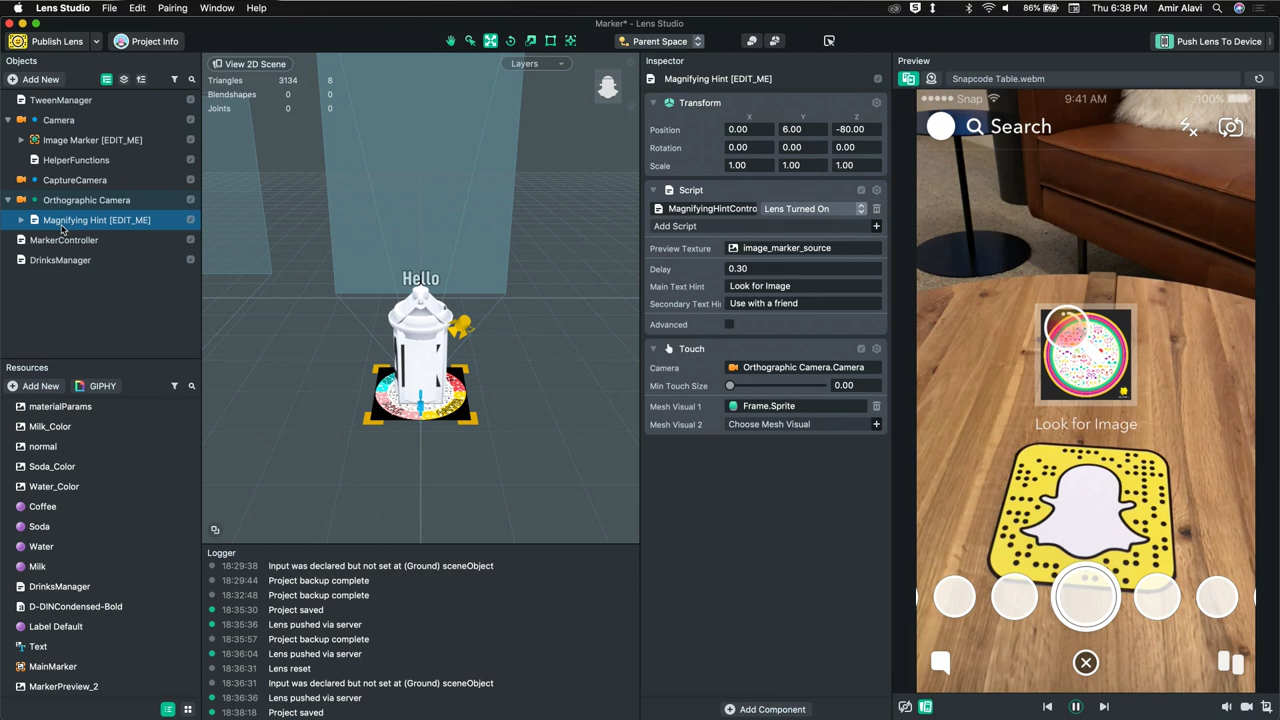 Lens Studio File Edit Pairing Window Help 86% Thu 6:38 PM Amir Alavi
Marker* - Lens Studio
Publish Lens Project Info Parent Space Push Lens To Device
Objects
Add New
TweenManager
Camera
Image Marker [EDIT_ME]
HelperFunctions
CaptureCamera
Orthographic Camera
Magnifying Hint [EDIT_ME]
MarkerController
DrinksManager
Resources
Add New GIPHY
materialParams
Milk_Color
normal
Soda_Color
Water_Color
Coffee
Soda
Water
Milk
DrinksManager
D-DINCondensed-Bold
Label Default
Text
MainMarker
MarkerPreview_2
View 2D Scene Layers
Triangles 3134 8
Blendshapes 0 0
Joints 0 0
Hello
Logger
18:29:38 Input was declared but not set at (Ground) sceneObject
18:29:44 Project backup complete
18:32:48 Project backup complete
18:35:30 Project saved
18:35:36 Lens pushed via server
18:35:57 Project backup complete
18:36:04 Lens pushed via server
18:36:31 Lens reset
18:36:31 Input was declared but not set at (Ground) sceneObject
18:36:36 Lens pushed via server
18:38:18 Project saved
Inspector
Magnifying Hint [EDIT_ME]
Transform
X Y Z
Position 0.00 6.00 -80.00
Rotation 0.00 0.00 0.00
Scale 1.00 1.00 1.00
Script
MagnifyingHintContro Lens Turned On
Add Script
Preview Texture image_marker_source
Delay 0.30
Main Text Hint Look for Image
Secondary Text Hi Use with a friend
Advanced
Touch
Camera Orthographic Camera.Camera
Min Touch Size 0.00
Mesh Visual 1 Frame.Sprite
Mesh Visual 2 Choose Mesh Visual
Add Component
Preview
Snapcode Table.webm
Snap 9:41 AM 100%
Search
Look for Image